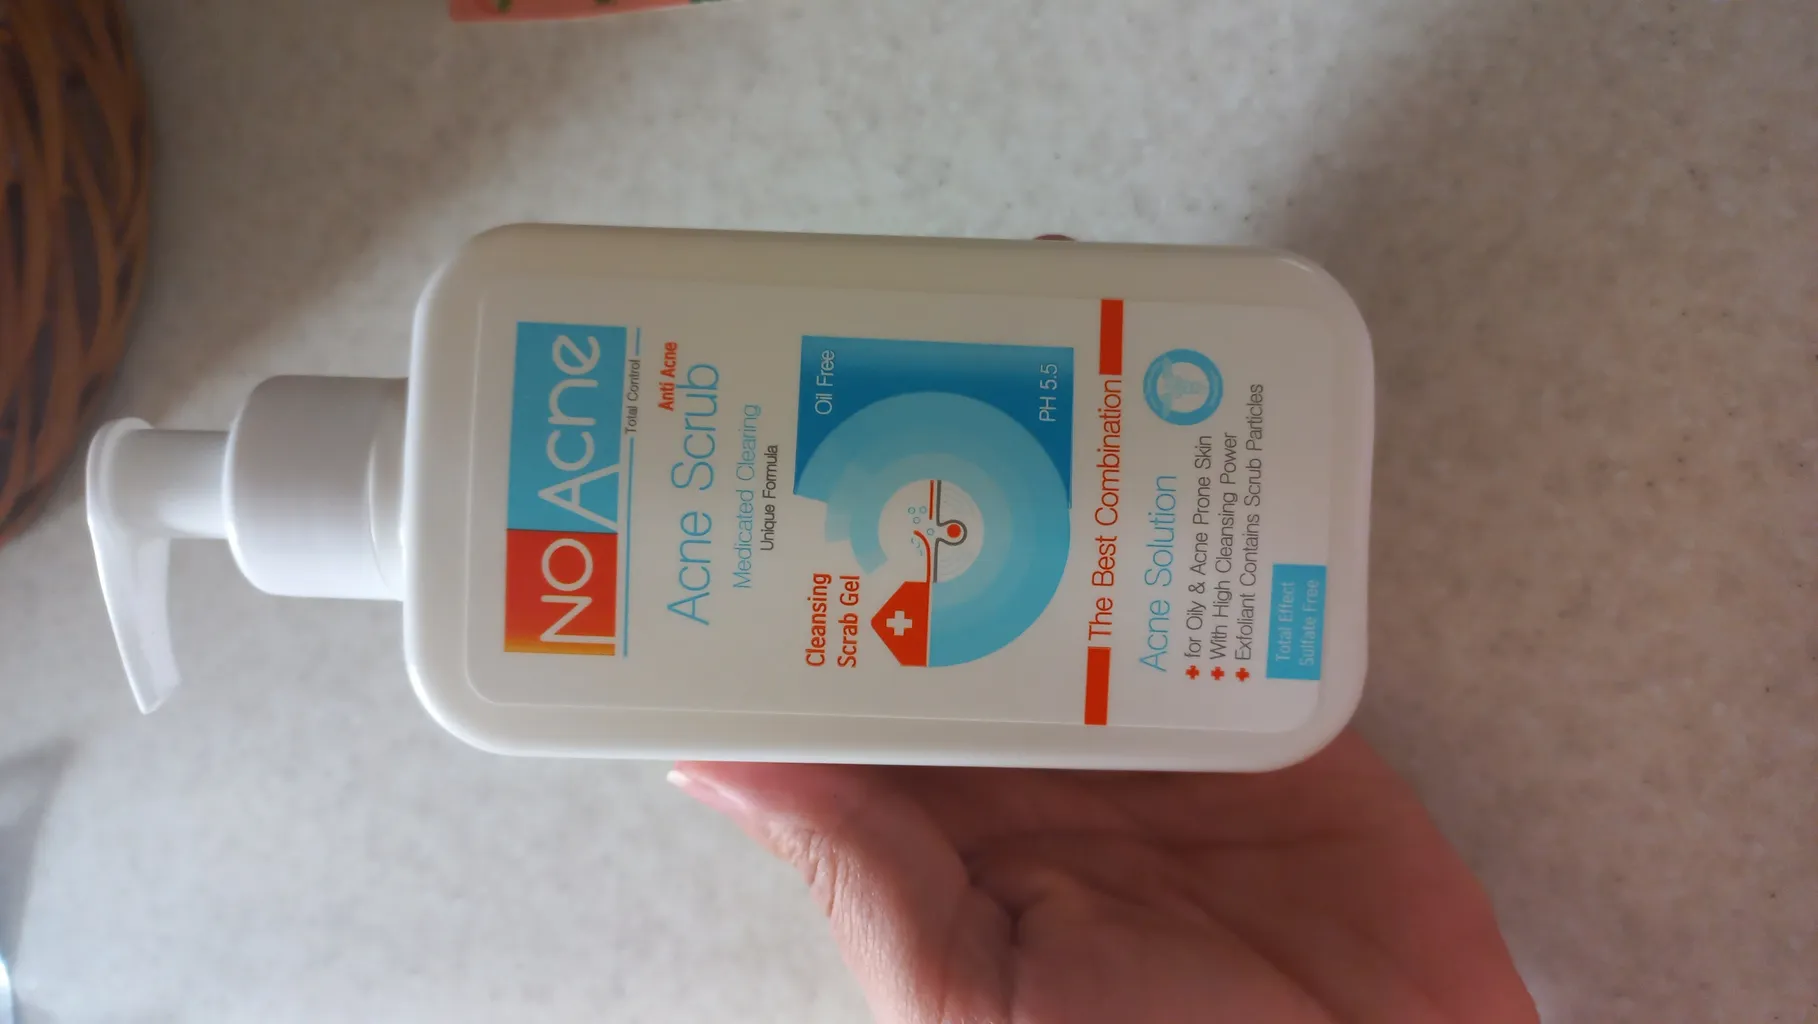 NO Acne
Total Control
Anti Acne
Acne Scrub
Medicated Clearing
Unique Formula
Cleansing
Scrab Gel
Oil Free
PH 5.5
The Best Combination
Acne Solution
for Oily & Acne Prone Skin
With High Cleansing Power
Exfoliant Contains Scrub Particles
Total Effect
Sulfate Free